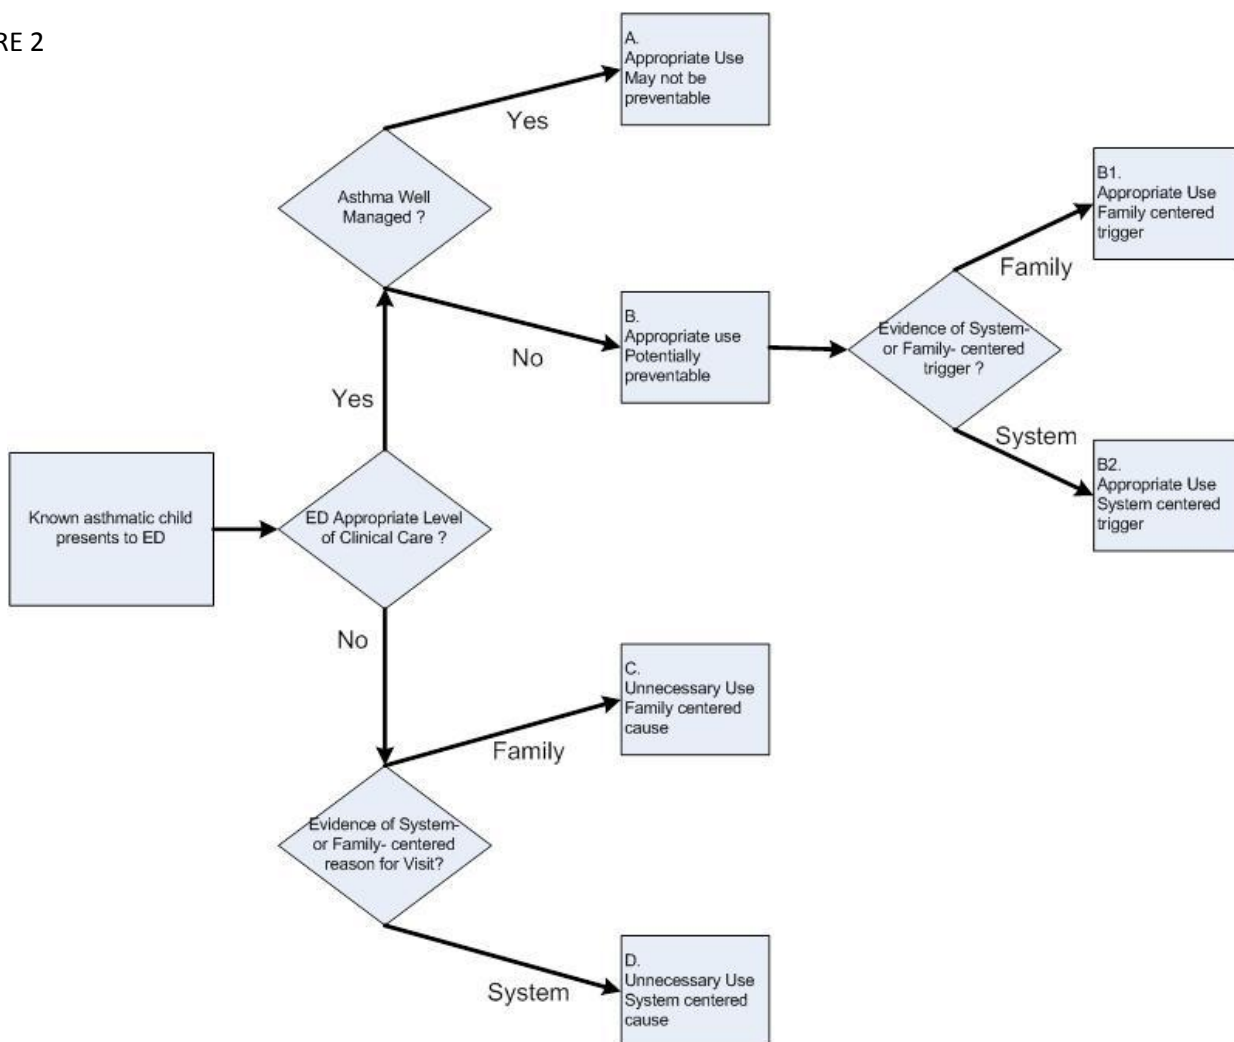 RE 2
A.
Appropriate Use
May not be
preventable
Yes
Asthma Well
Managed ?
B1.
Appropriate Use
Family centered
trigger
Family
B.
Appropriate use
Potentially
preventable
Evidence of System-
or Family- centered
trigger ?
No
Yes
System
B2.
Appropriate Use
System centered
trigger
Known asthmatic child
presents to ED
ED Appropriate Level
of Clinical Care ?
No
C.
Unnecessary Use
Family centered
cause
Family
Evidence of System-
or Family- centered
reason for Visit?
D.
Unnecessary Use
System centered
cause
System